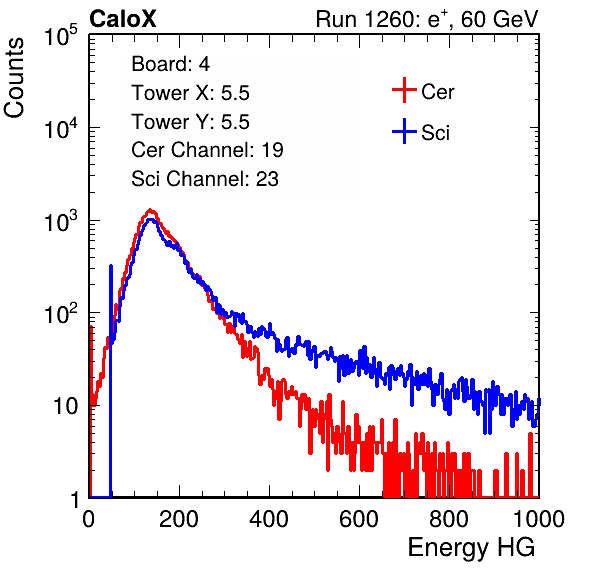 CaloX Run 1260: e⁺, 60 GeV
Counts
10⁵
10⁴
10³
10²
10
1
Board: 4
Tower X: 5.5
Tower Y: 5.5
Cer Channel: 19
Sci Channel: 23
Cer
Sci
0 200 400 600 800 1000
Energy HG